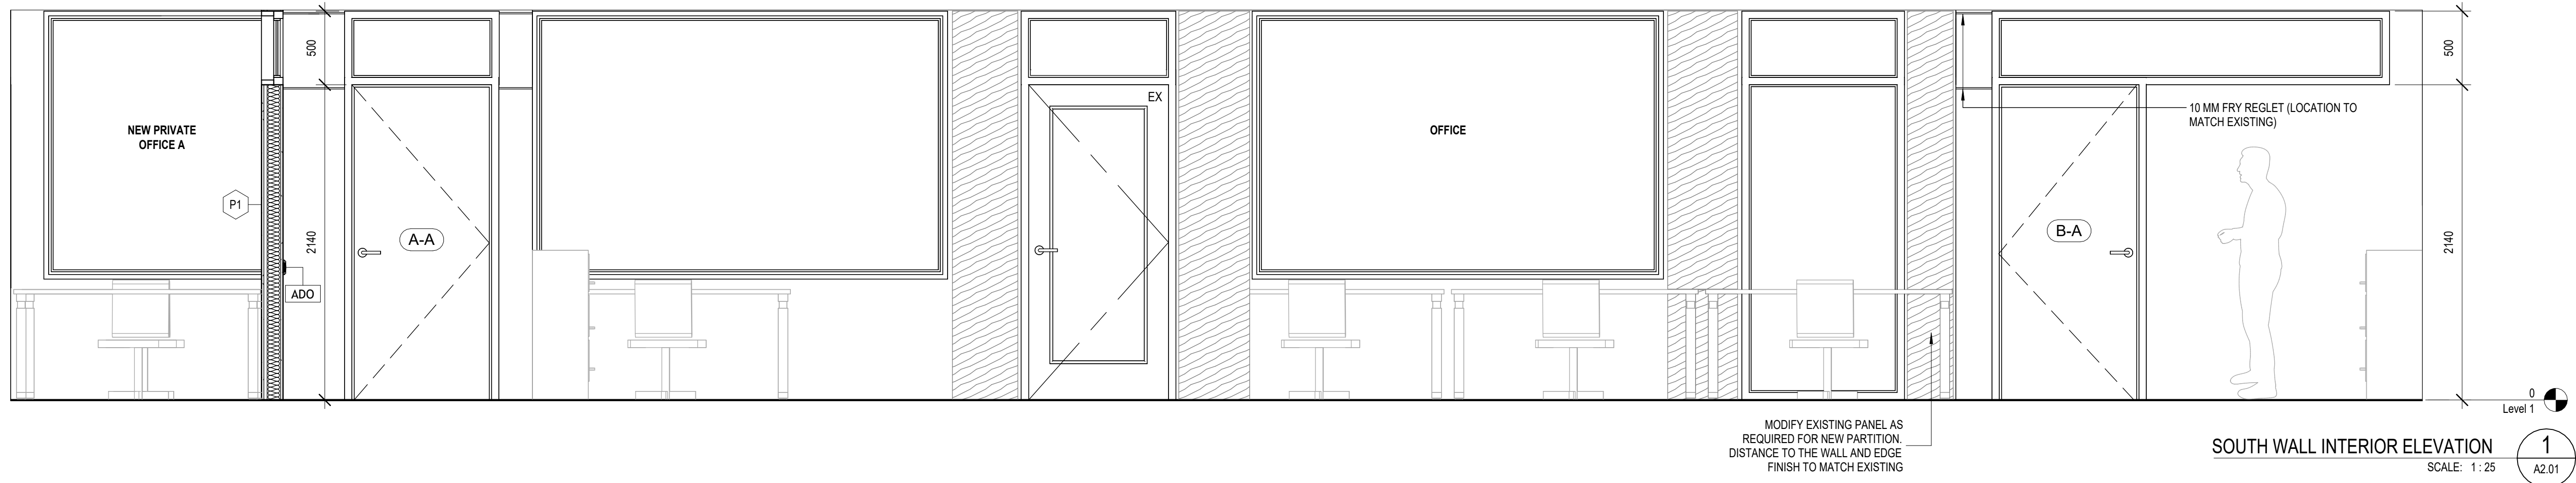 500
2140
NEW PRIVATE
OFFICE A
P1
ADO
A-A
EX
OFFICE
10 MM FRY REGLET (LOCATION TO
MATCH EXISTING)
B-A
500
2140
0
Level 1
MODIFY EXISTING PANEL AS
REQUIRED FOR NEW PARTITION.
DISTANCE TO THE WALL AND EDGE
FINISH TO MATCH EXISTING
SOUTH WALL INTERIOR ELEVATION
SCALE: 1 : 25
1
A2.01